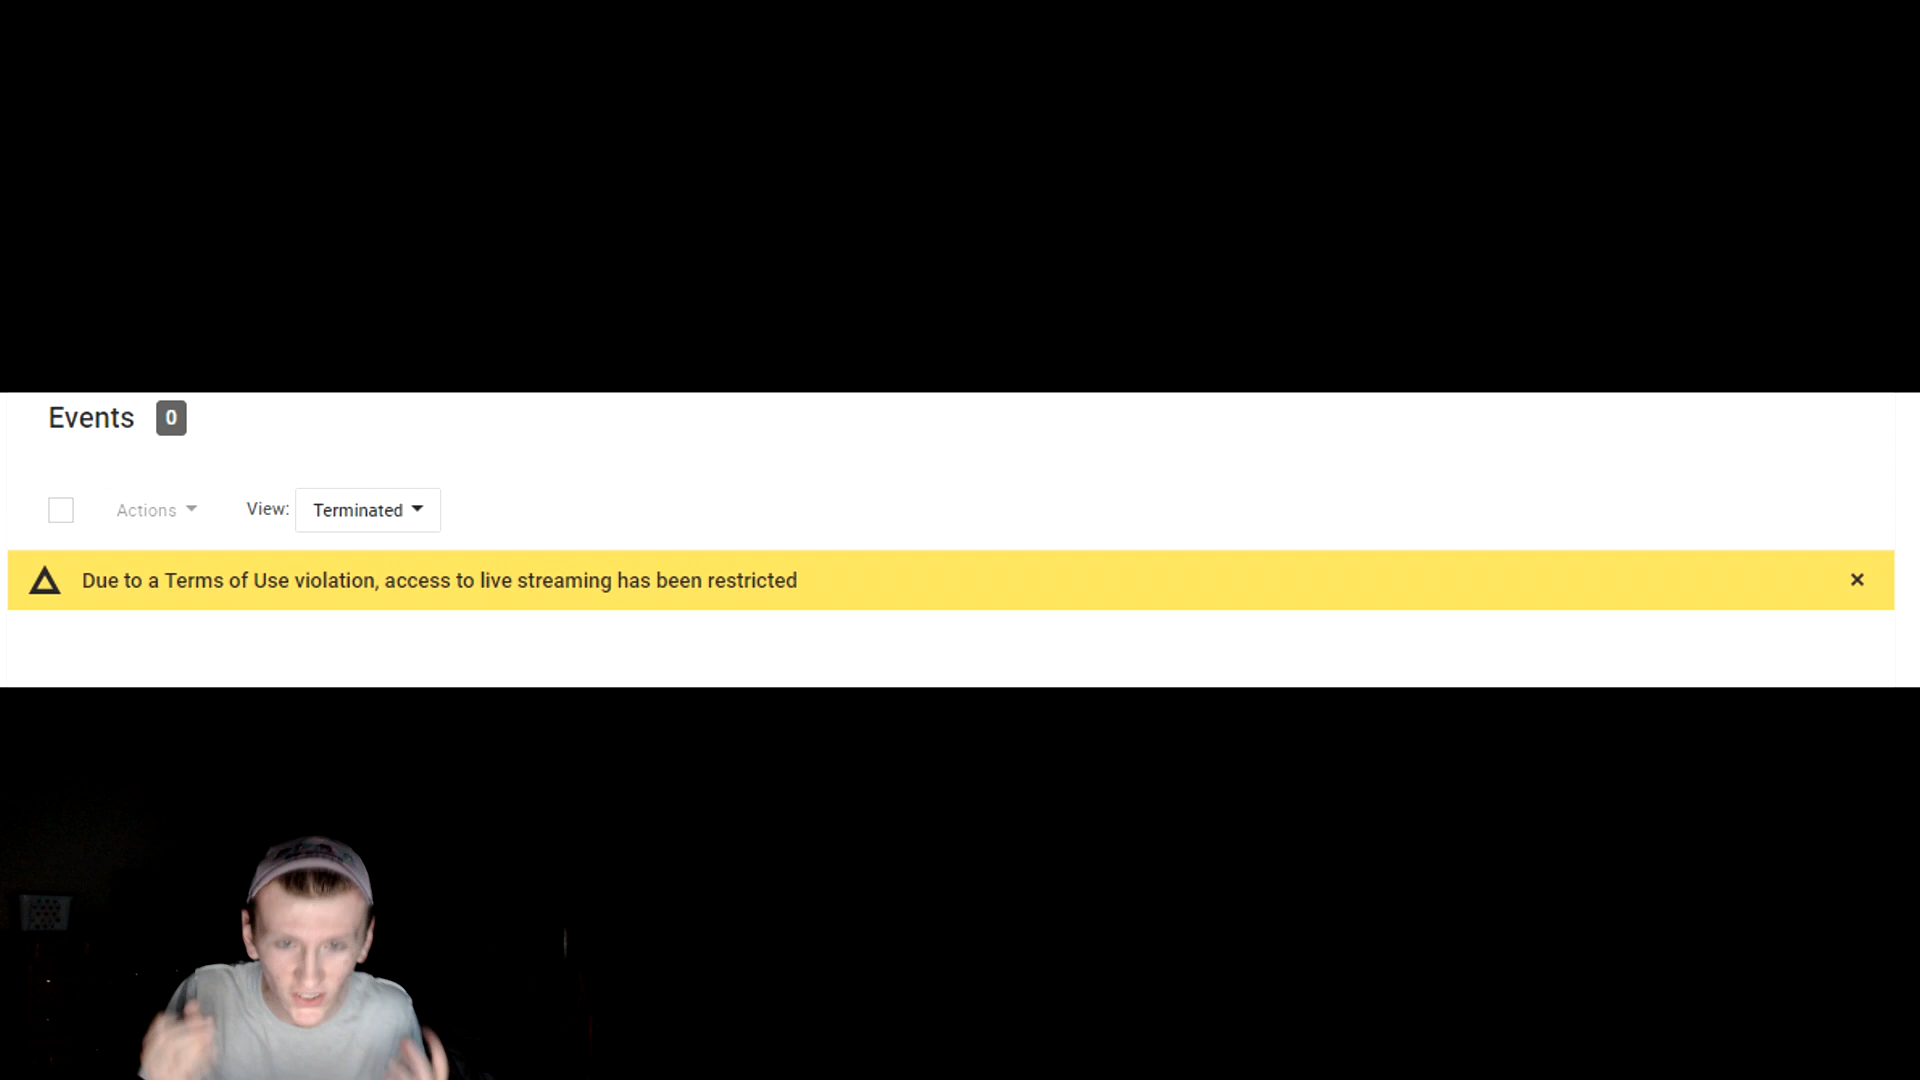 Events 0
Actions View: Terminated
Due to a Terms of Use violation, access to live streaming has been restricted